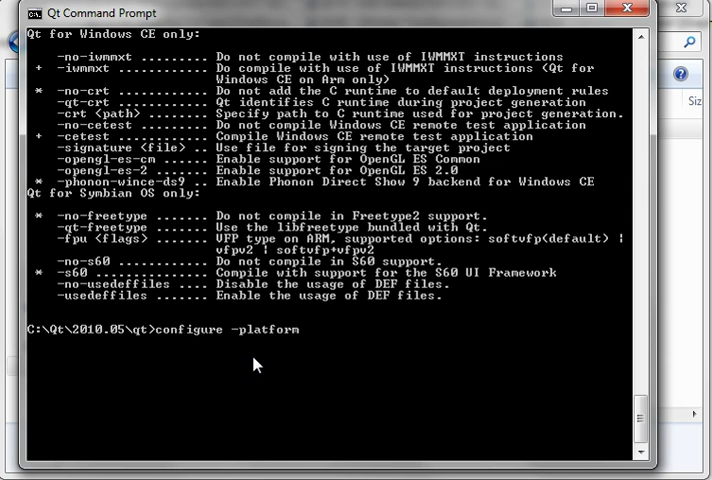 Qt Command Prompt
Qt for Windows CE only:
-no-iwmmxt ......... Do not compile with use of IWMMXT instructions
+ -iwmmxt ............ Do compile with use of IWMMXT instructions (Qt for
Windows CE on Arm only)
* -no-crt ............ Do not add the C runtime to default deployment rules
-qt-crt ............ Qt identifies C runtime during project generation
-crt <path> ........ Specify path to C runtime used for project generation.
-no-cetest ......... Do not compile Windows CE remote test application
+ -cetest ............ Compile Windows CE remote test application
-signature <file> .. Use file for signing the target project
-opengl-es-cm ...... Enable support for OpenGL ES Common
-opengl-es-2 ....... Enable support for OpenGL ES 2.0
* -phonon-wince-ds9 .. Enable Phonon Direct Show 9 backend for Windows CE
Qt for Symbian OS only:
* -no-freetype ....... Do not compile in Freetype2 support.
-qt-freetype ....... Use the libfreetype bundled with Qt.
-fpu <flags> ....... VFP type on ARM, supported options: softvfp(default) |
vfpv2 | softvfp+vfpv2
-no-s60 ............ Do not compile in S60 support.
* -s60 ............... Compile with support for the S60 UI Framework
-no-usedeffiles .... Disable the usage of DEF files.
-usedeffiles ....... Enable the usage of DEF files.
C:\Qt\2010.05\qt>configure -platform
Siz